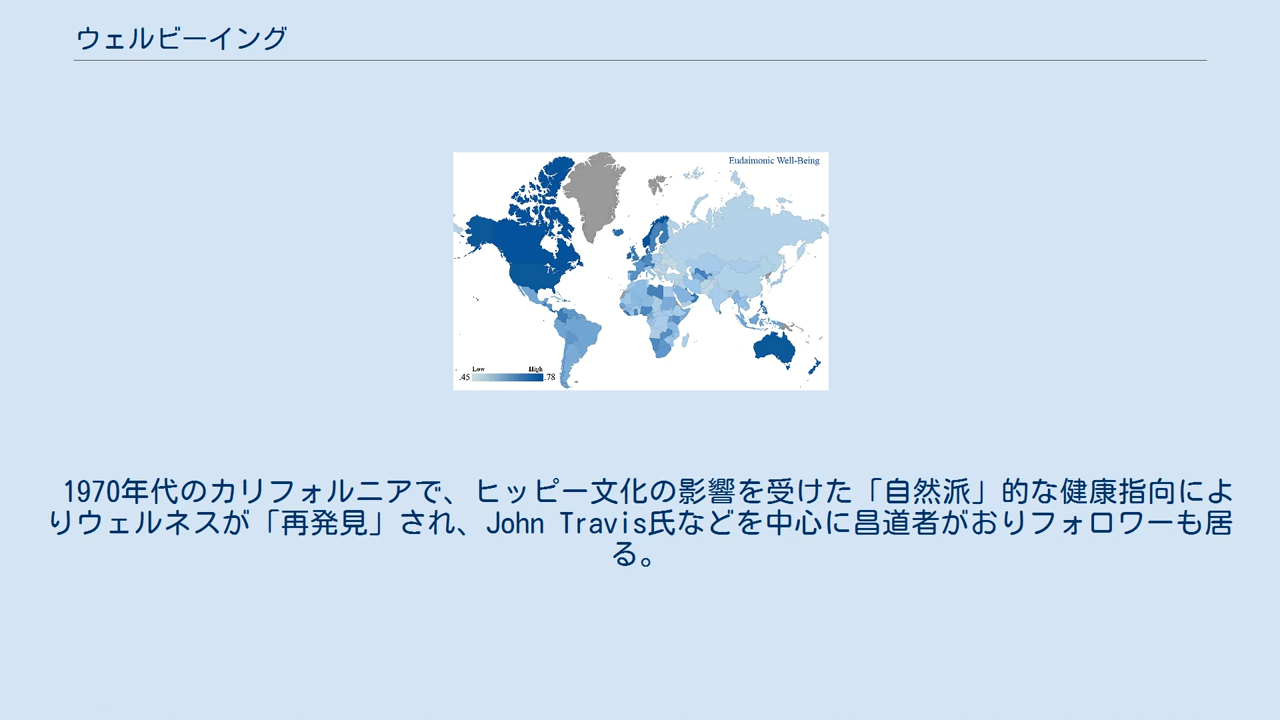 ウェルビーイング
Eudaimonic Well-Being
Low High
.45 .78
1970年代のカリフォルニアで、ヒッピー文化の影響を受けた「自然派」的な健康指向によ
りウェルネスが「再発見」され、John Travis氏などを中心に昌道者がおりフォロワーも居
る。